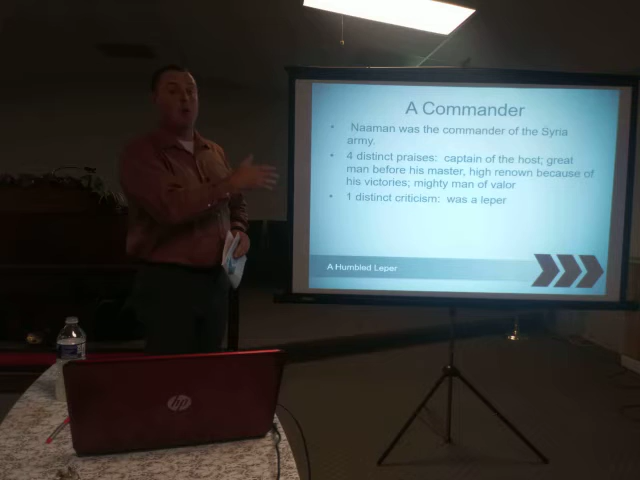 A Commander
• Naaman was the commander of the Syria
army.
• 4 distinct praises: captain of the host; great
man before his master, high renown because of
his victories; mighty man of valor
• 1 distinct criticism: was a leper
A Humbled Leper
hp